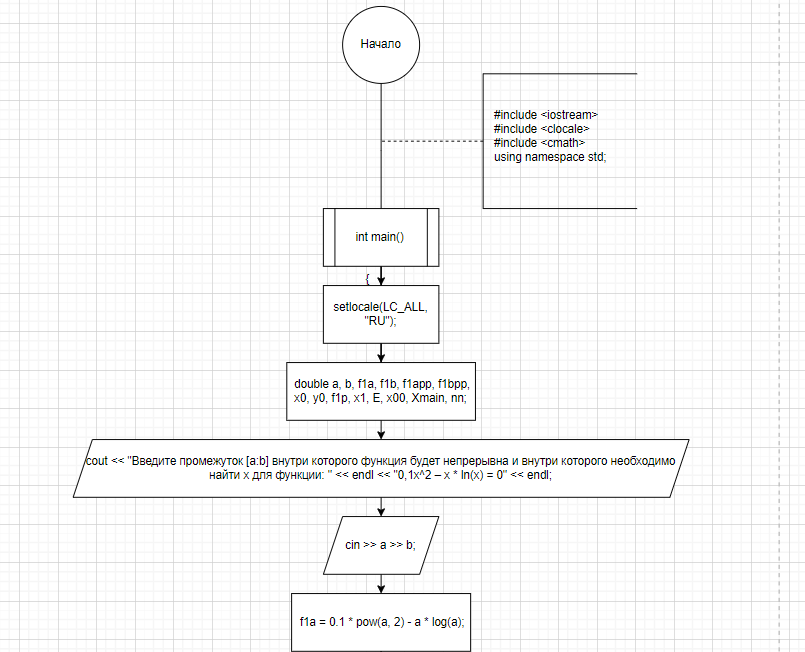 Начало
#include <iostream>
#include <clocale>
#include <cmath>
using namespace std;
int main()
{
setlocale(LC_ALL,
"RU");
double a, b, f1a, f1b, f1app, f1bpp,
x0, y0, f1p, x1, E, x00, Xmain, nn;
cout << "Введите промежуток [a:b] внутри которого функция будет непрерывна и внутри которого необходимо
найти x для функции: " << endl << "0,1x^2 – x * ln(x) = 0" << endl;
cin >> a >> b;
f1a = 0.1 * pow(a, 2) - a * log(a);